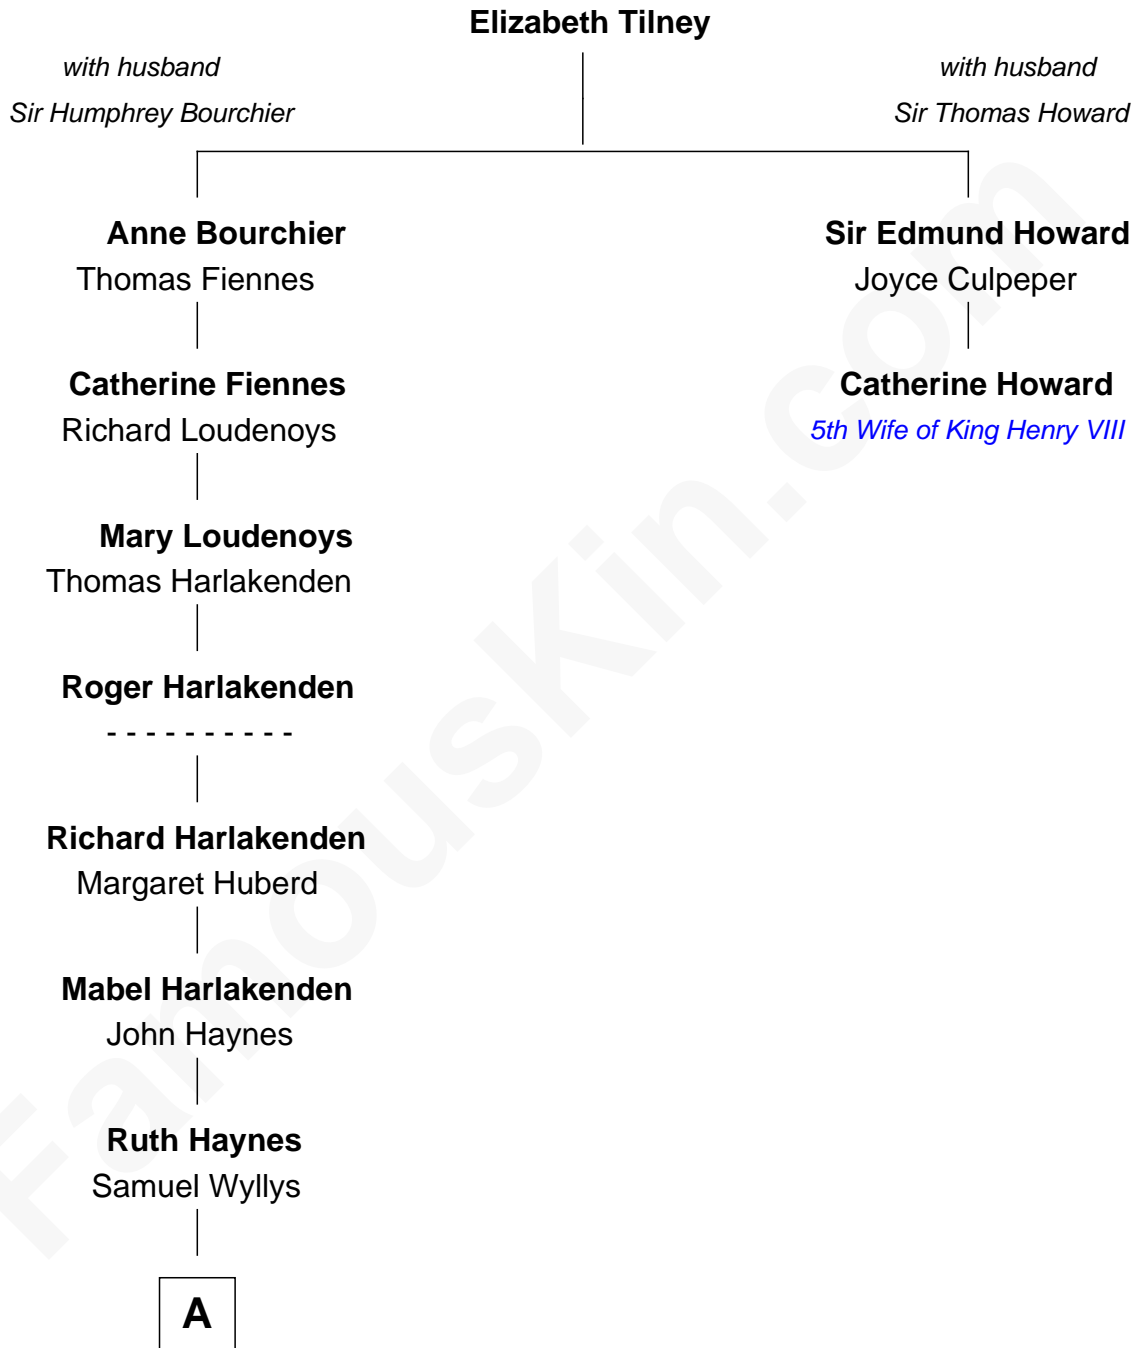 Elizabeth Tilney
with husband
Sir Humphrey Bourchier
with husband
Sir Thomas Howard
Anne Bourchier
Thomas Fiennes
Sir Edmund Howard
Joyce Culpeper
Catherine Fiennes
Richard Loudenoys
Catherine Howard
5th Wife of King Henry VIII
Mary Loudenoys
Thomas Harlakenden
Roger Harlakenden
- - - - - - - - - -
Richard Harlakenden
Margaret Huberd
Mabel Harlakenden
John Haynes
Ruth Haynes
Samuel Wyllys
A
FamousKin.com